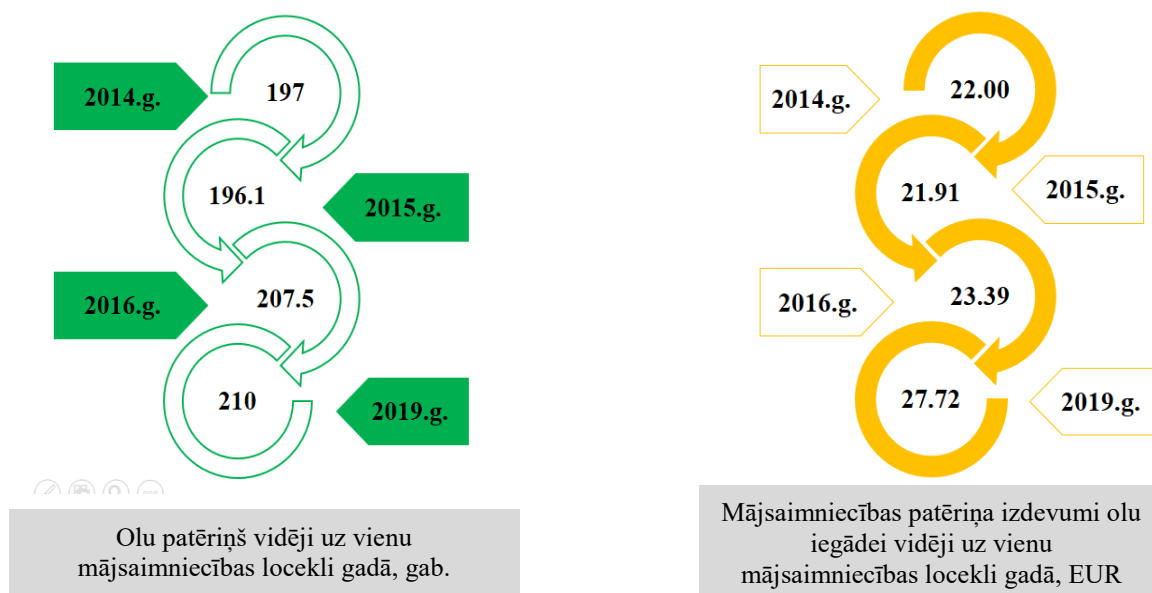 2014.g.
197
196.1
2015.g.
2016.g.
207.5
210
2019.g.
Olu patēriņš vidēji uz vienu
mājsaimniecības locekli gadā, gab.
2014.g.
22.00
21.91
2015.g.
2016.g.
23.39
27.72
2019.g.
Mājsaimniecības patēriņa izdevumi olu
iegādei vidēji uz vienu
mājsaimniecības locekli gadā, EUR